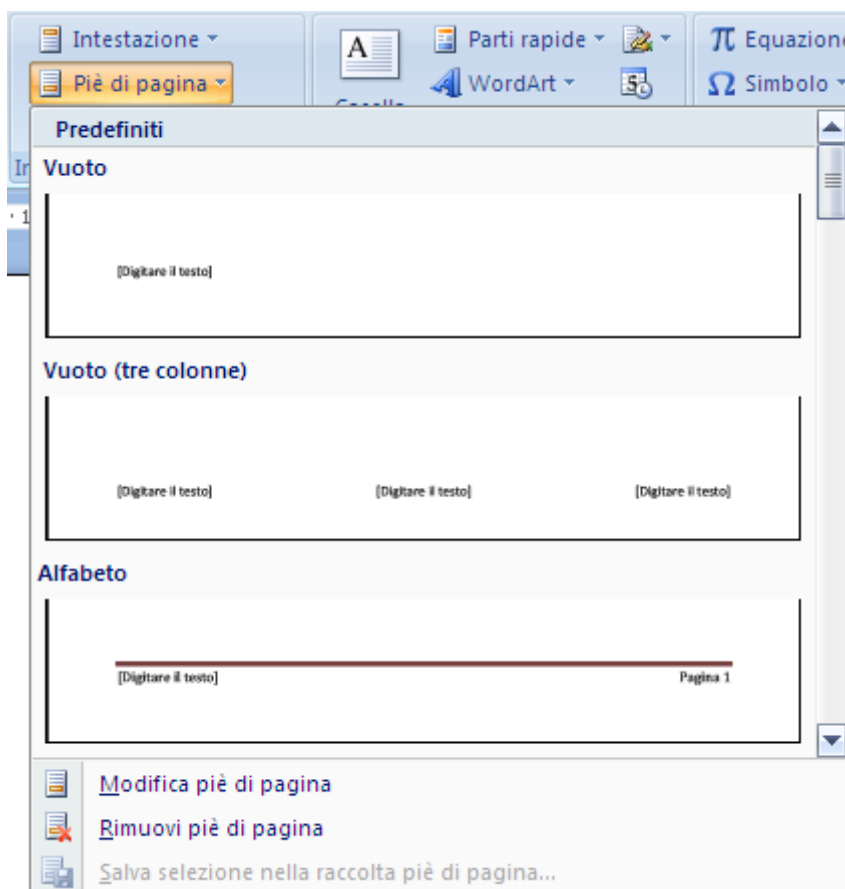 Intestazione
Parti rapide
Equazione
Piè di pagina
WordArt
Simbolo
Predefiniti
Vuoto
[Digitare il testo]
Vuoto (tre colonne)
[Digitare il testo] [Digitare il testo] [Digitare il testo]
Alfabeto
[Digitare il testo] Pagina 1
Modifica piè di pagina
Rimuovi piè di pagina
Salva selezione nella raccolta piè di pagina...